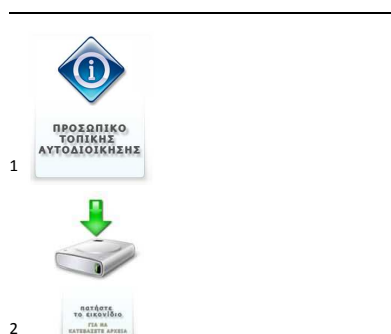 ΠΡΟΣΩΠΙΚΟ
ΤΟΠΙΚΗΣ
ΑΥΤΟΔΙΟΙΚΗΣΗΣ
1
πατήστε
το εικονίδιο
ΓΙΑ ΝΑ
ΚΑΤΕΒΑΣΕΤΕ ΑΡΧΕΙΑ
2